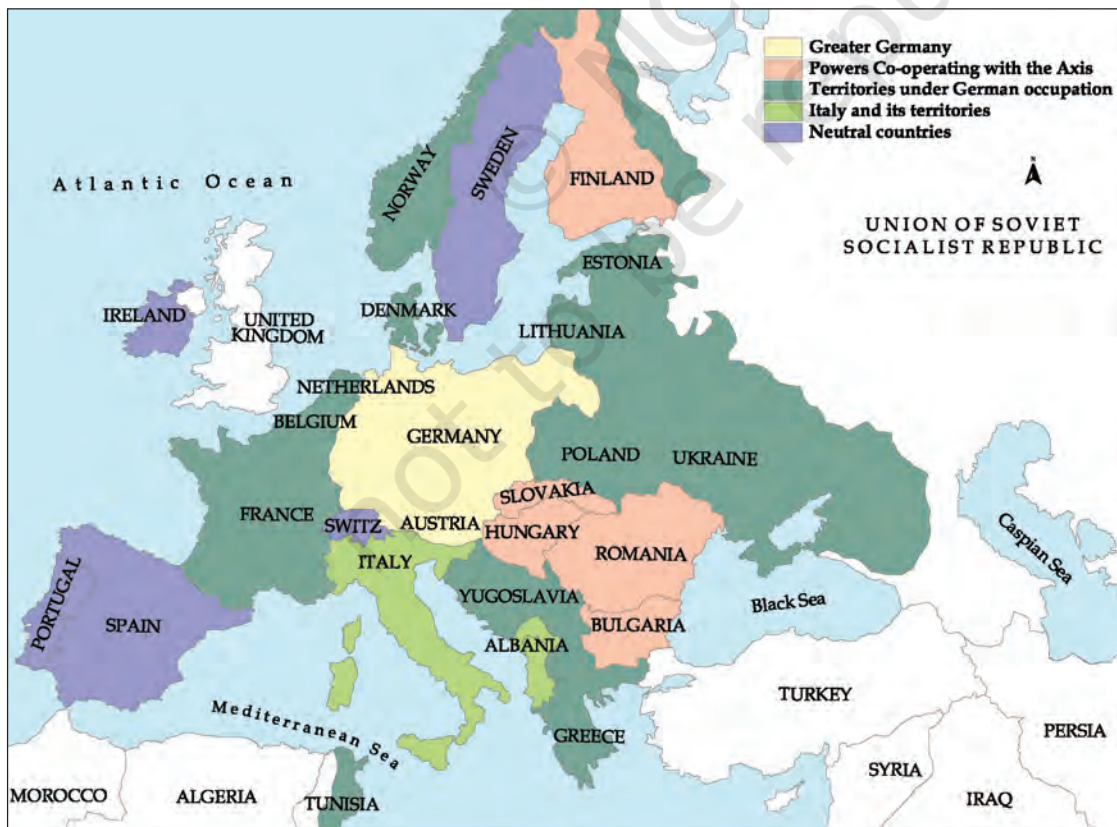 Greater Germany
Powers Co-operating with the Axis
Territories under German occupation
Italy and its territories
Neutral countries
N
Atlantic Ocean
NORWAY
SWEDEN
FINLAND
UNION OF SOVIET
SOCIALIST REPUBLIC
ESTONIA
IRELAND
UNITED
KINGDOM
DENMARK
LITHUANIA
NETHERLANDS
BELGIUM
GERMANY
POLAND
UKRAINE
SLOVAKIA
FRANCE
SWITZ
AUSTRIA
HUNGARY
ROMANIA
ITALY
Caspian Sea
PORTUGAL
SPAIN
YUGOSLAVIA
Black Sea
BULGARIA
ALBANIA
Mediterranean Sea
GREECE
TURKEY
PERSIA
SYRIA
IRAQ
MOROCCO
ALGERIA
TUNISIA
not to be